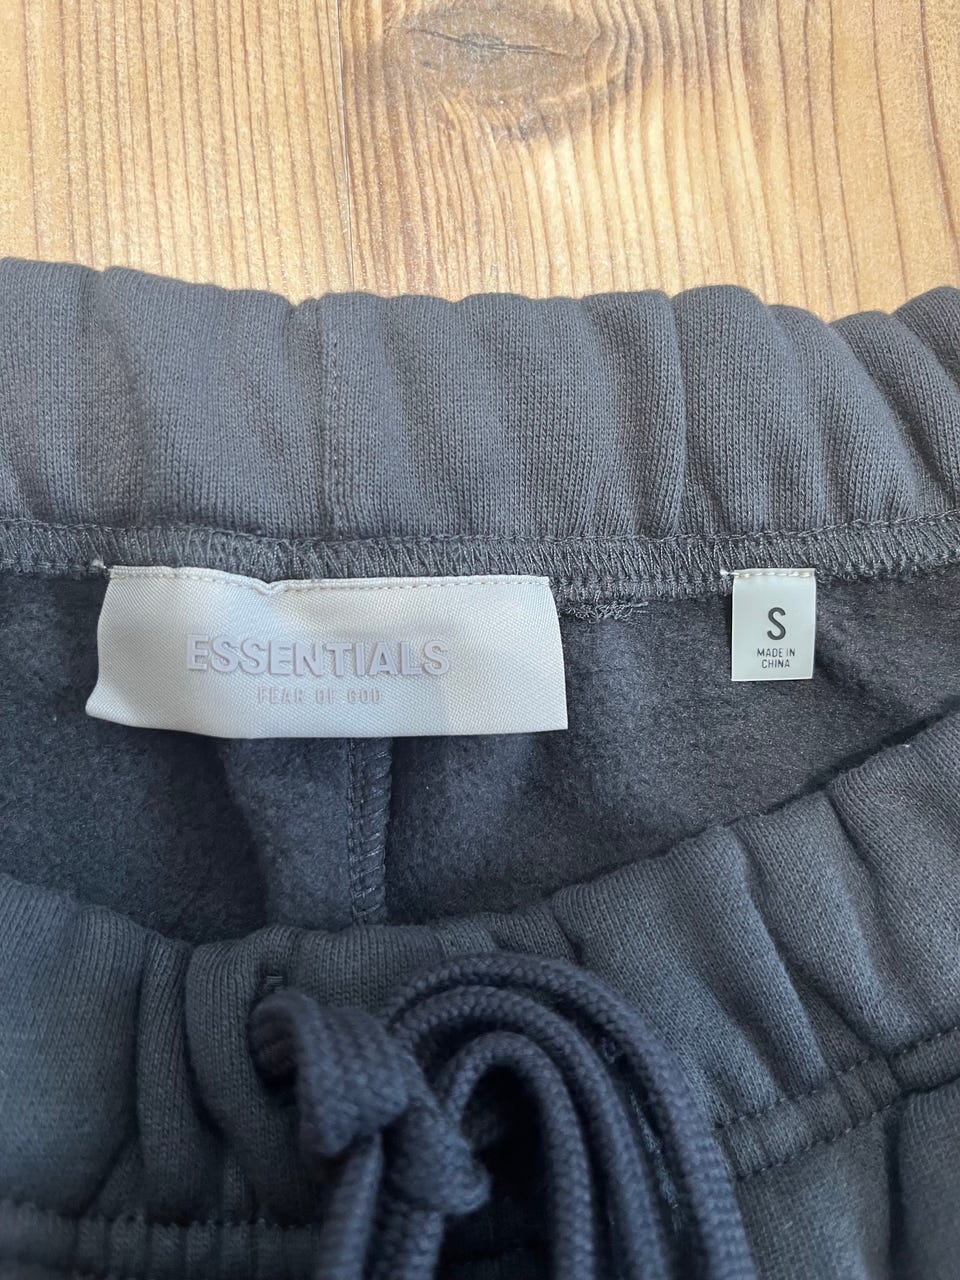 ESSENTIALS
FEAR OF GOD
S
MADE IN
CHINA